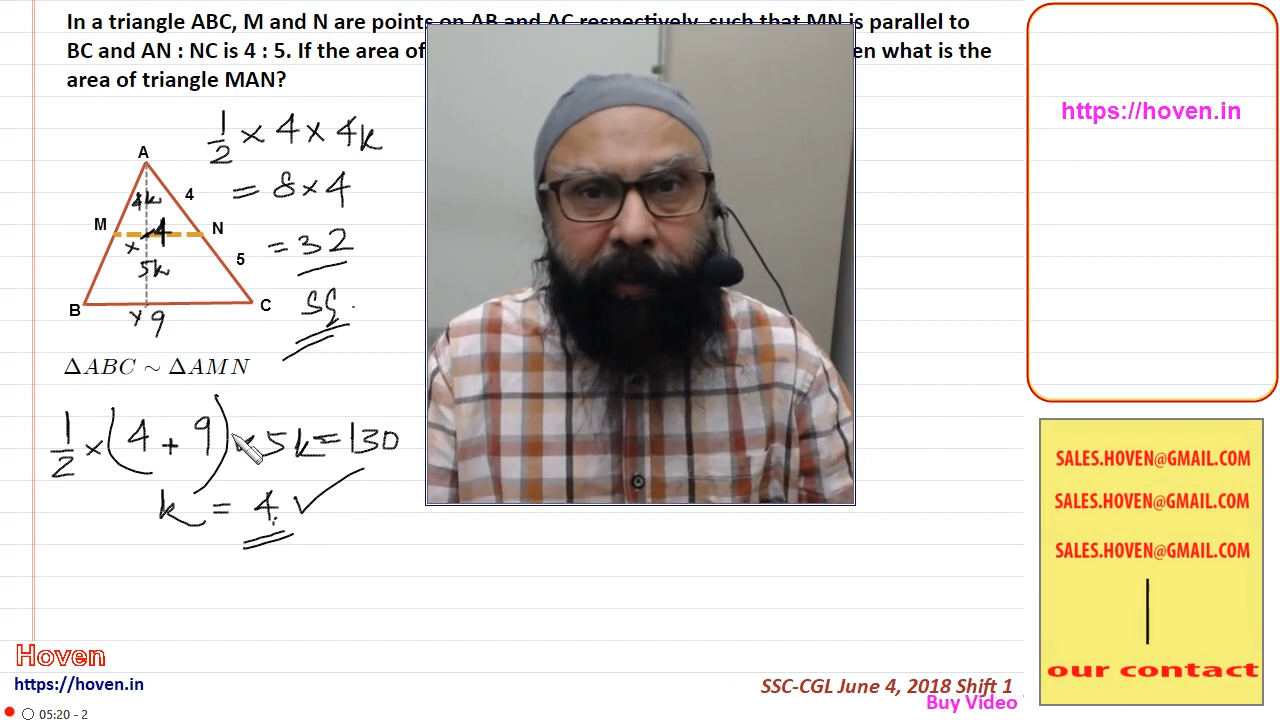 In a triangle ABC, M and N are points on AB and AC respectively, such that MN is parallel to
BC and AN : NC is 4 : 5. If the area of en what is the
area of triangle MAN?
https://hoven.in
1/2 × 4 × 4k
= 8 × 4
= 32
sq.
A
4k
4
M
N
x 4
5k
5
B
C
y 9
ΔABC ∼ ΔAMN
1/2 × (4 + 9) × 5k = 130
k = 4 ✓
SALES.HOVEN@GMAIL.COM
SALES.HOVEN@GMAIL.COM
SALES.HOVEN@GMAIL.COM
our contact
Hoven
https://hoven.in
SSC-CGL June 4, 2018 Shift 1
Buy Video
05:20 - 2